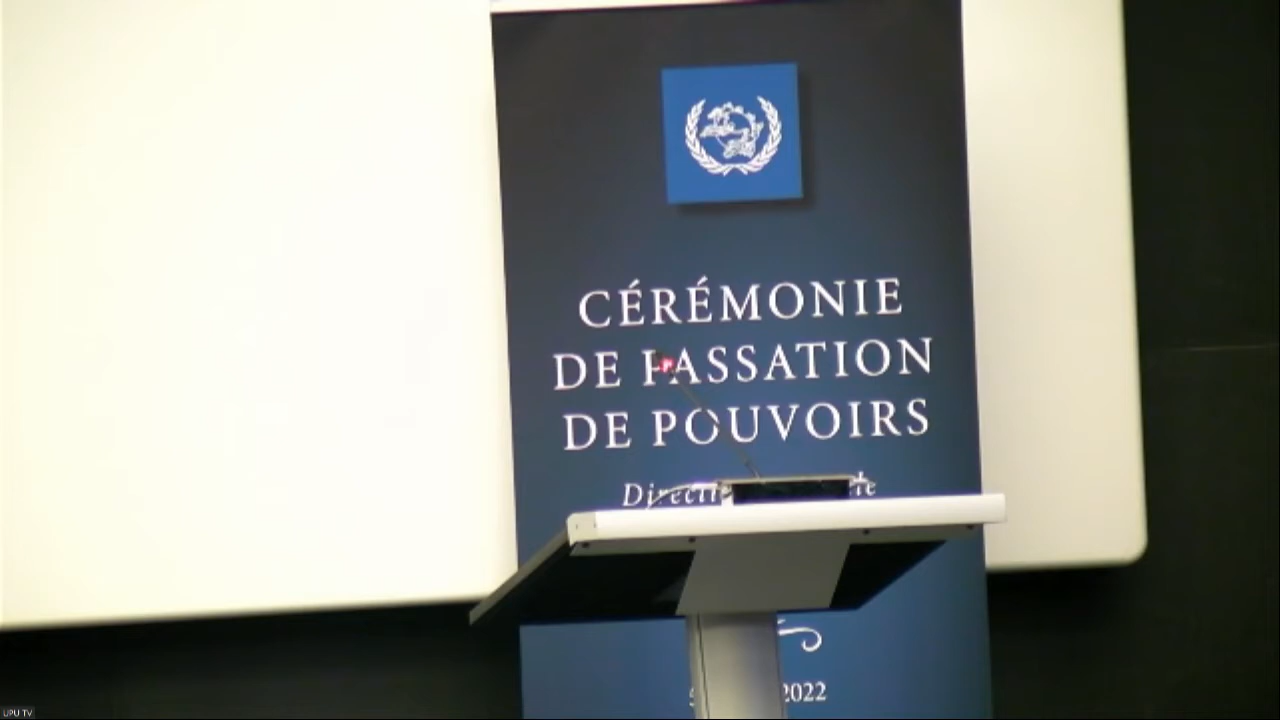 CÉRÉMONIE
DE PASSATION
DE POUVOIRS
2022
UPU TV